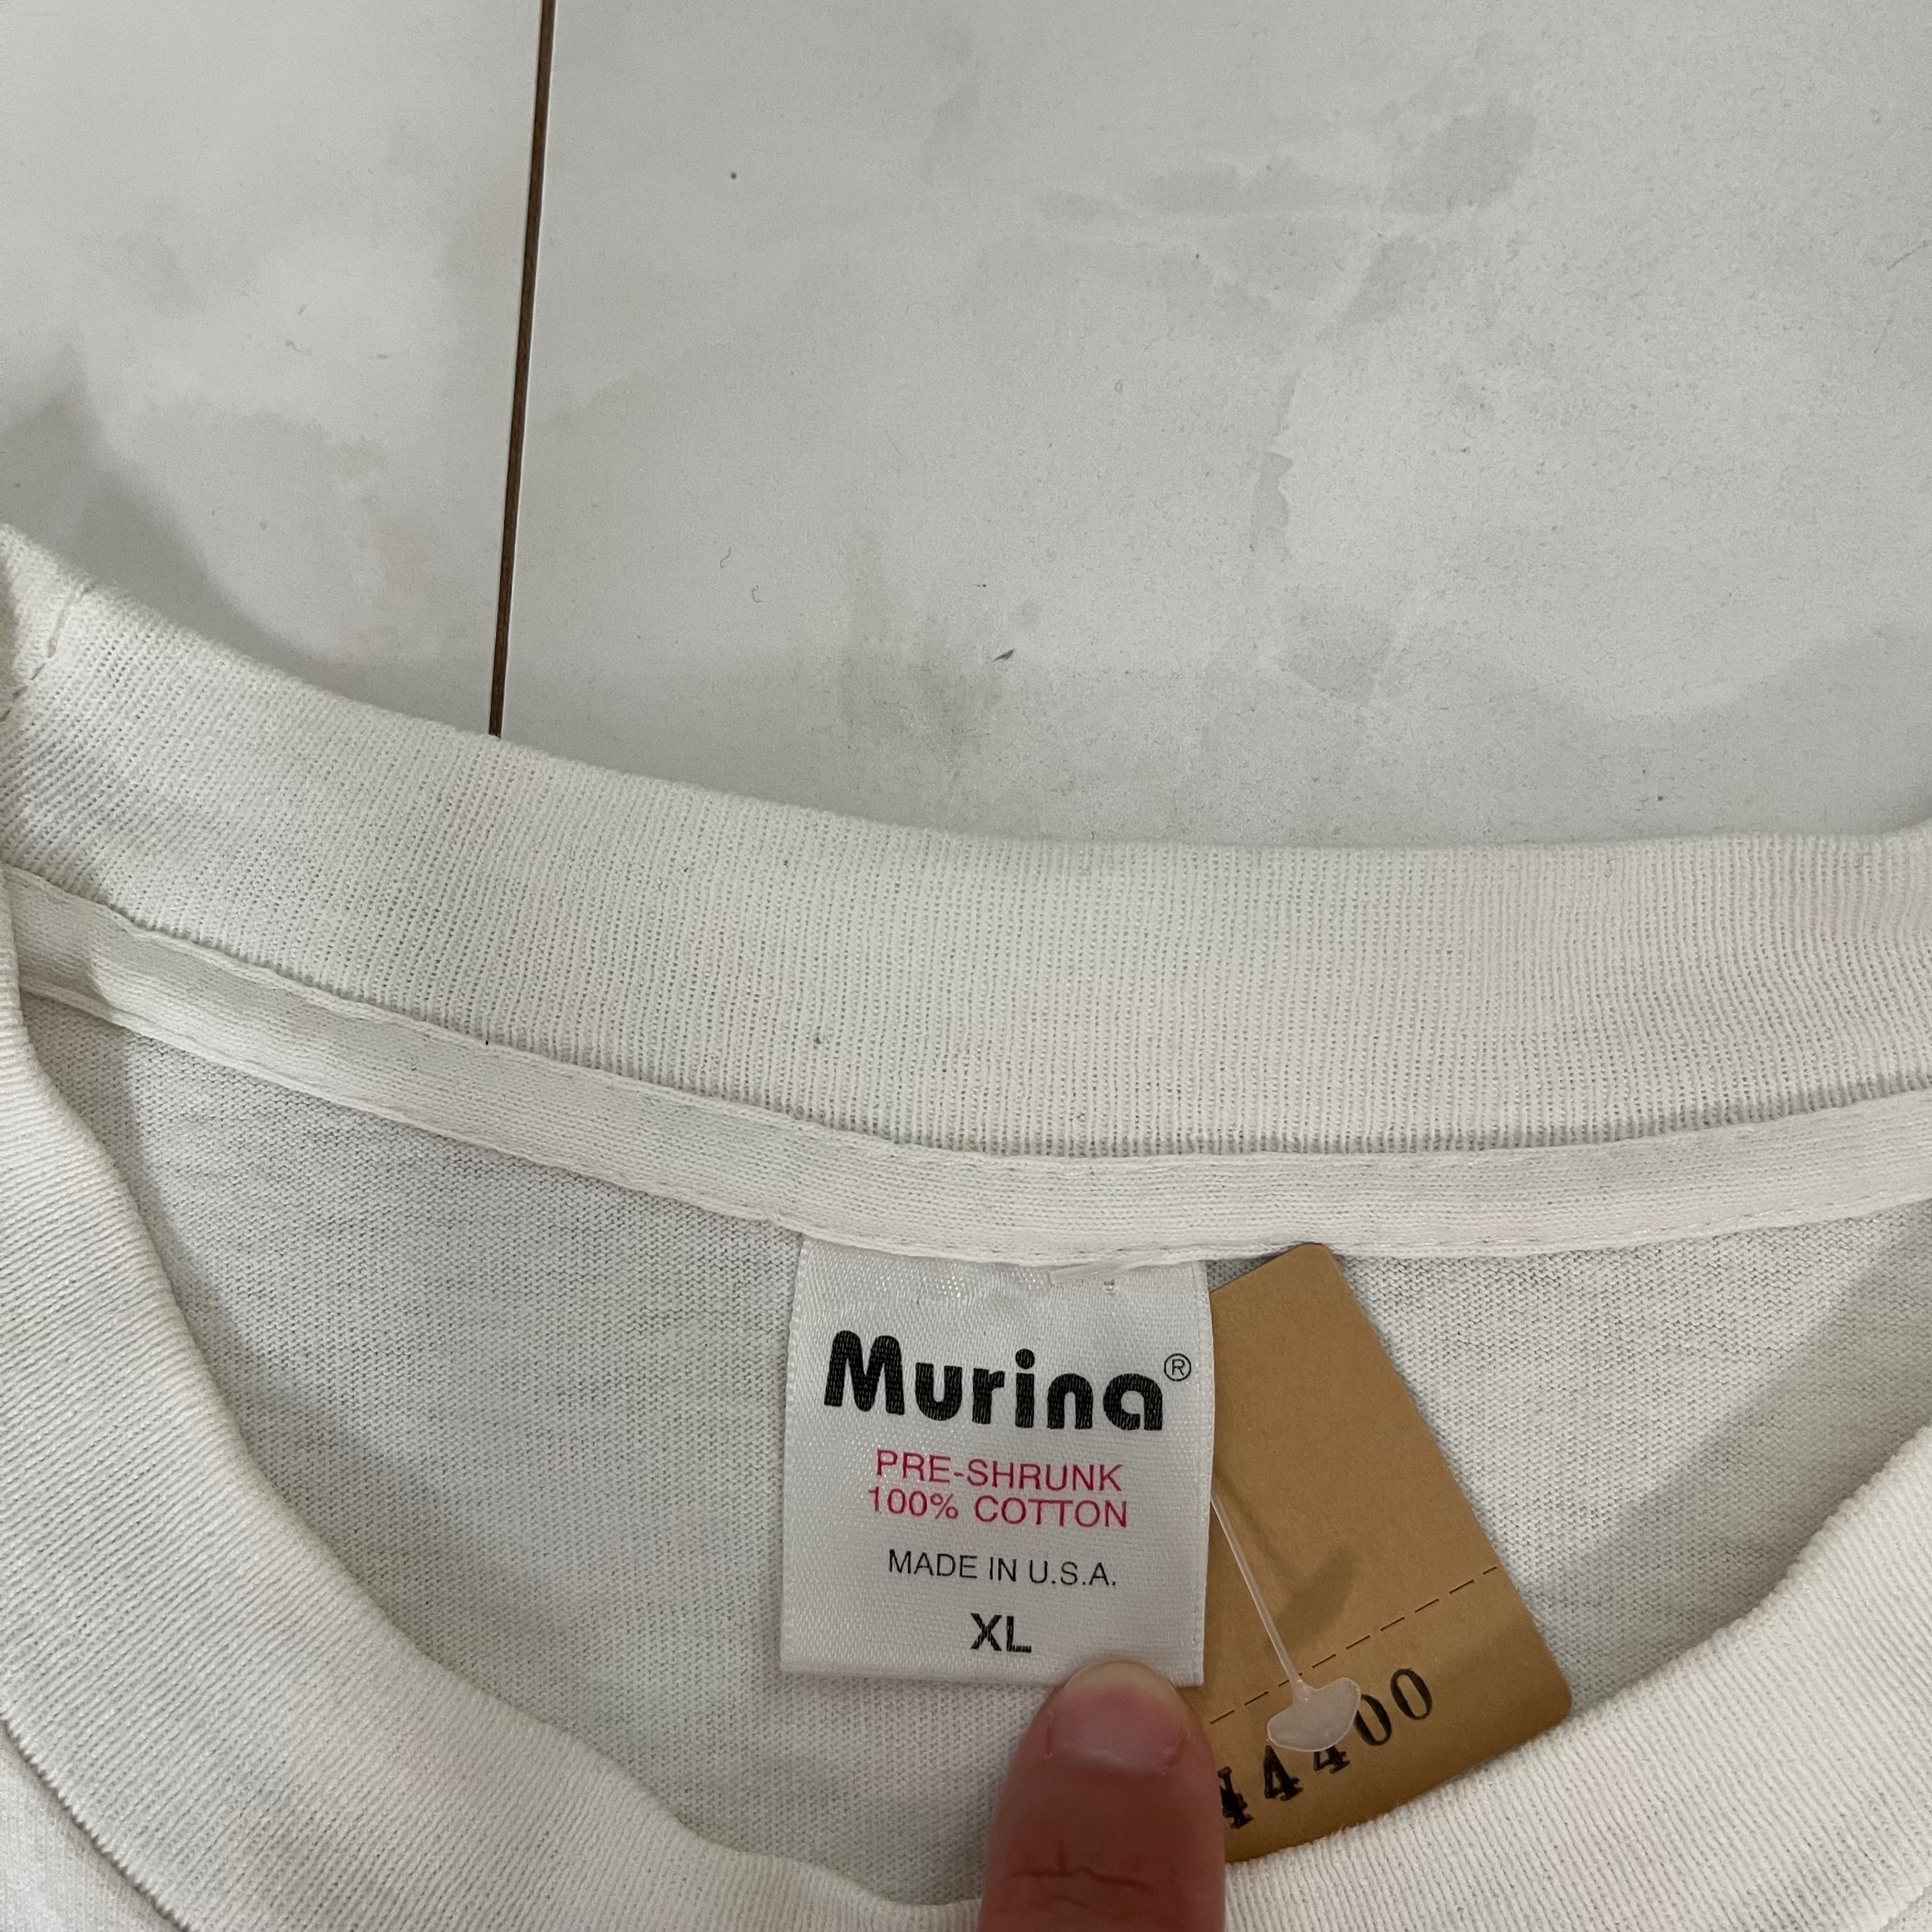 Murina®
PRE-SHRUNK
100% COTTON
MADE IN U.S.A.
XL
4400